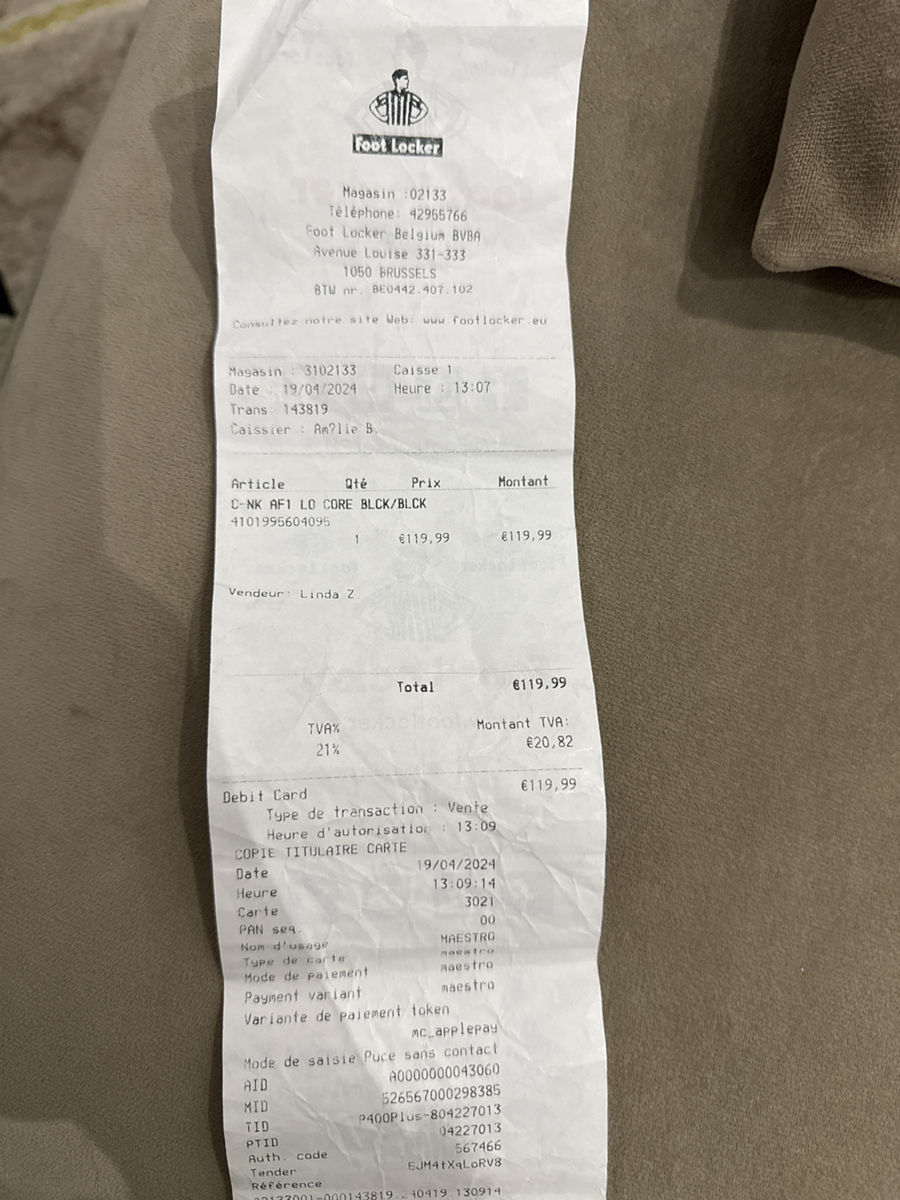 Foot Locker
Magasin :02133
Téléphone: 42955766
Foot Locker Belgium BVBA
Avenue Louise 331-333
1050 BRUSSELS
BTW nr. BE0442.407.102
Consultez notre site Web: www.footlocker.eu
Magasin : 3102133 Caisse 1
Date : 19/04/2024 Heure : 13:07
Trans: 143819
Caissier : Am?lie B.
Article Qté Prix Montant
C-NK AF1 LO CORE BLCK/BLCK
4101995604095
1 €119,99 €119,99
Vendeur: Linda Z.
Total €119,99
TVA% Montant TVA:
21% €20,82
Debit Card €119,99
Type de transaction : Vente
Heure d'autorisation : 13:09
COPIE TITULAIRE CARTE
Date 19/04/2024
Heure 13:09:14
Carte 3021
PAN seq. 00
Nom d'usage MAESTRO
Type de carte maestro
Mode de paiement maestro
Payment variant maestro
Variante de paiement token
mc_applepay
Mode de saisie Puce sans contact
AID A0000000043060
MID 526567000298385
TID P400Plus-804227013
PTID 04227013
Auth. code 567466
Tender 5JM4tXqLoRV8
Référence